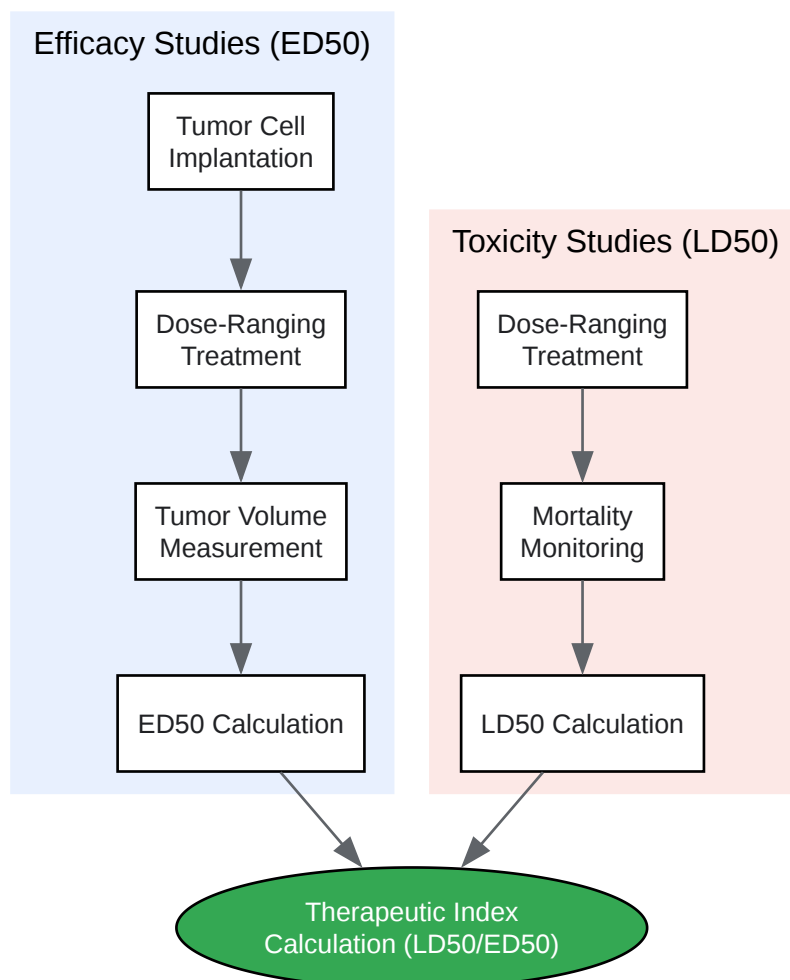 Efficacy Studies (ED50)
Tumor Cell
Implantation
Dose-Ranging
Treatment
Tumor Volume
Measurement
ED50 Calculation
Toxicity Studies (LD50)
Dose-Ranging
Treatment
Mortality
Monitoring
LD50 Calculation
Therapeutic Index
Calculation (LD50/ED50)